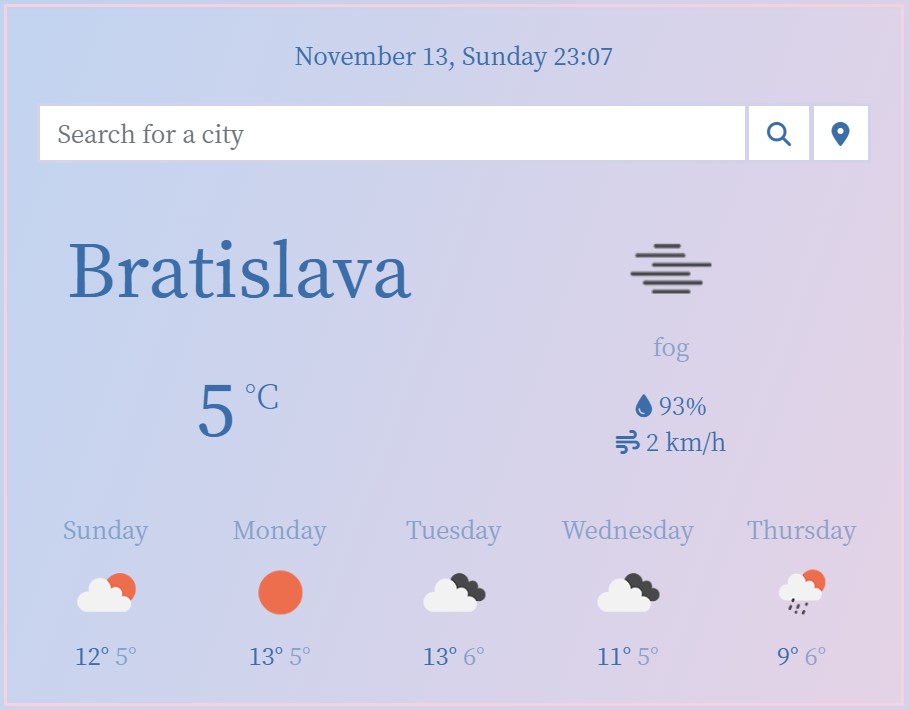 November 13, Sunday 23:07
Search for a city
Bratislava
fog
5 °C
93%
2 km/h
Sunday Monday Tuesday Wednesday Thursday
12° 5° 13° 5° 13° 6° 11° 5° 9° 6°